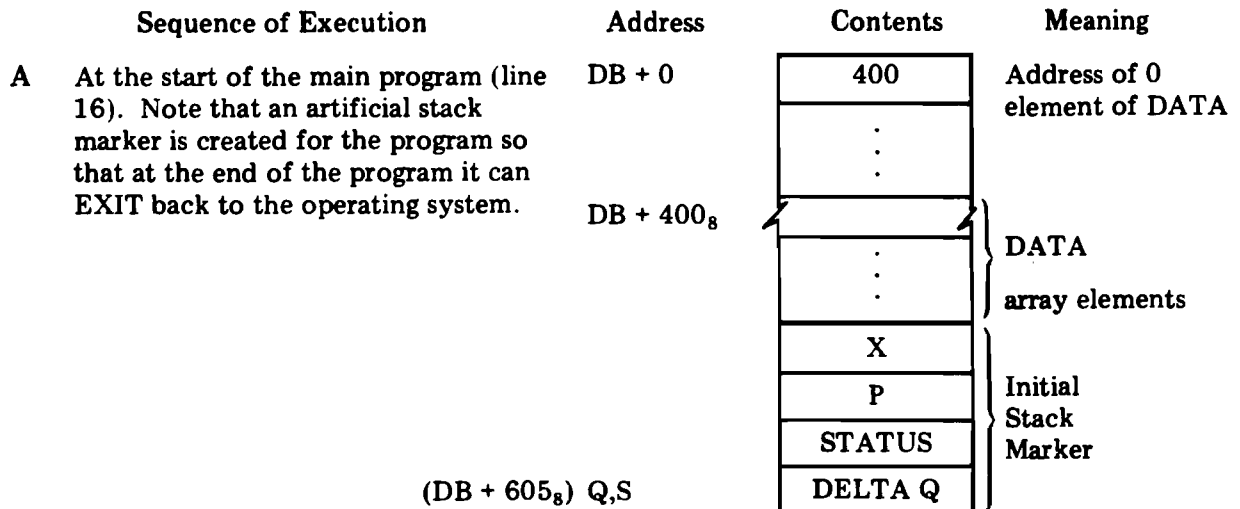 Sequence of Execution Address Contents Meaning
A At the start of the main program (line DB + 0 400 Address of 0
16). Note that an artificial stack element of DATA
marker is created for the program so
that at the end of the program it can
EXIT back to the operating system.
DB + 400₈
DATA
array elements
X
P Initial
Stack
STATUS Marker
(DB + 605₈) Q,S DELTA Q